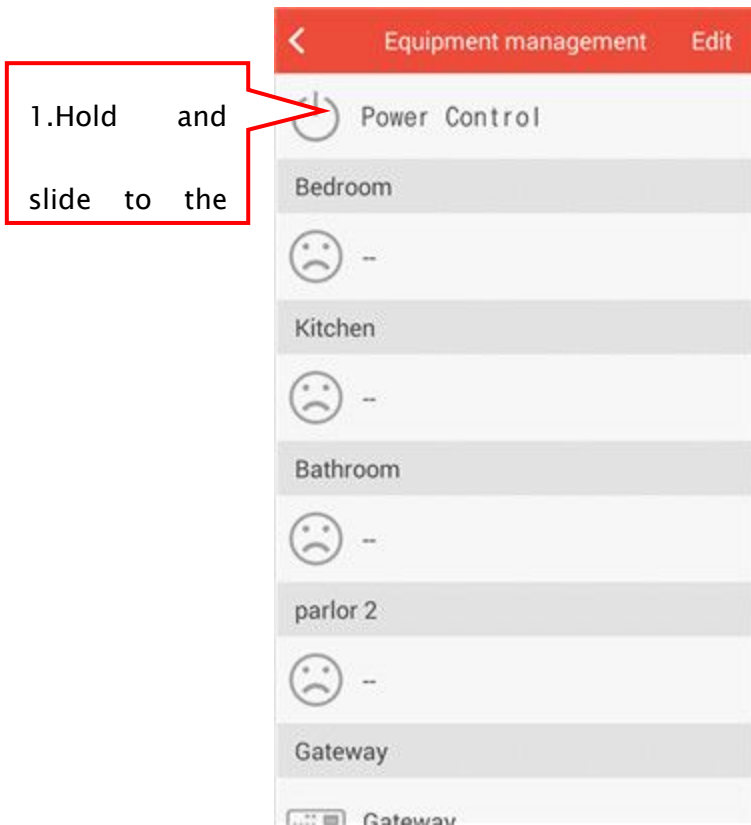 Equipment management Edit
1.Hold and
slide to the
Power Control
Bedroom
--
Kitchen
--
Bathroom
--
parlor 2
--
Gateway
Gateway